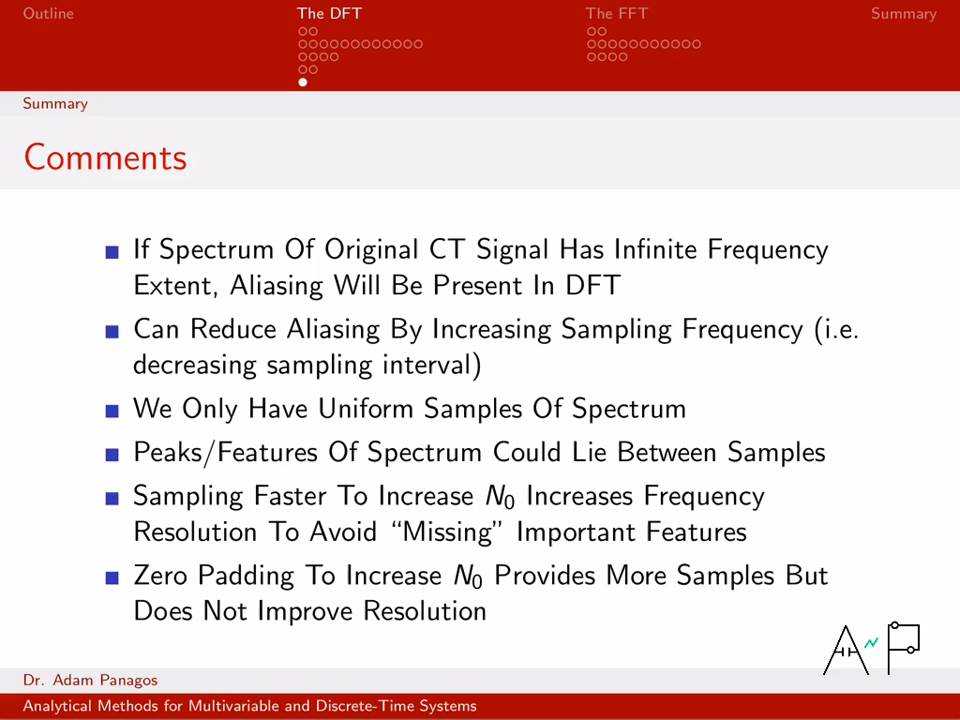 Outline
The DFT
The FFT
Summary
Summary
Comments
If Spectrum Of Original CT Signal Has Infinite Frequency
Extent, Aliasing Will Be Present In DFT
Can Reduce Aliasing By Increasing Sampling Frequency (i.e.
decreasing sampling interval)
We Only Have Uniform Samples Of Spectrum
Peaks/Features Of Spectrum Could Lie Between Samples
Sampling Faster To Increase N₀ Increases Frequency
Resolution To Avoid “Missing” Important Features
Zero Padding To Increase N₀ Provides More Samples But
Does Not Improve Resolution
A P
Dr. Adam Panagos
Analytical Methods for Multivariable and Discrete-Time Systems